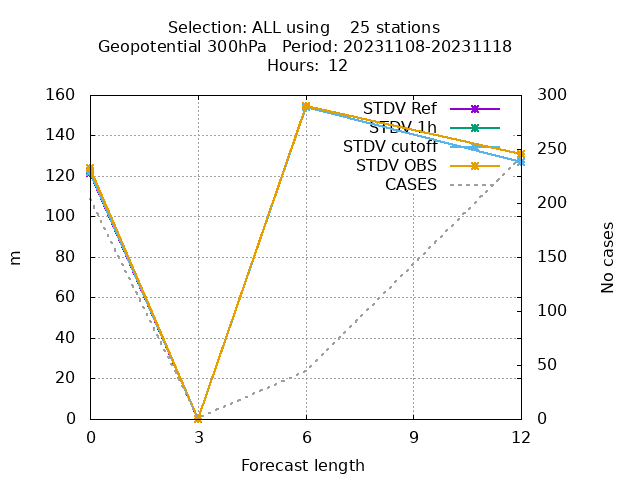 Selection: ALL using    25 stations
Geopotential 300hPa   Period: 20231108-20231118
Hours:  12
160
140
120
100
80
60
40
20
0
m
300
250
200
150
100
50
0
No cases
STDV Ref
STDV 1h
STDV cutoff
STDV OBS
CASES
0
3
6
9
12
Forecast length